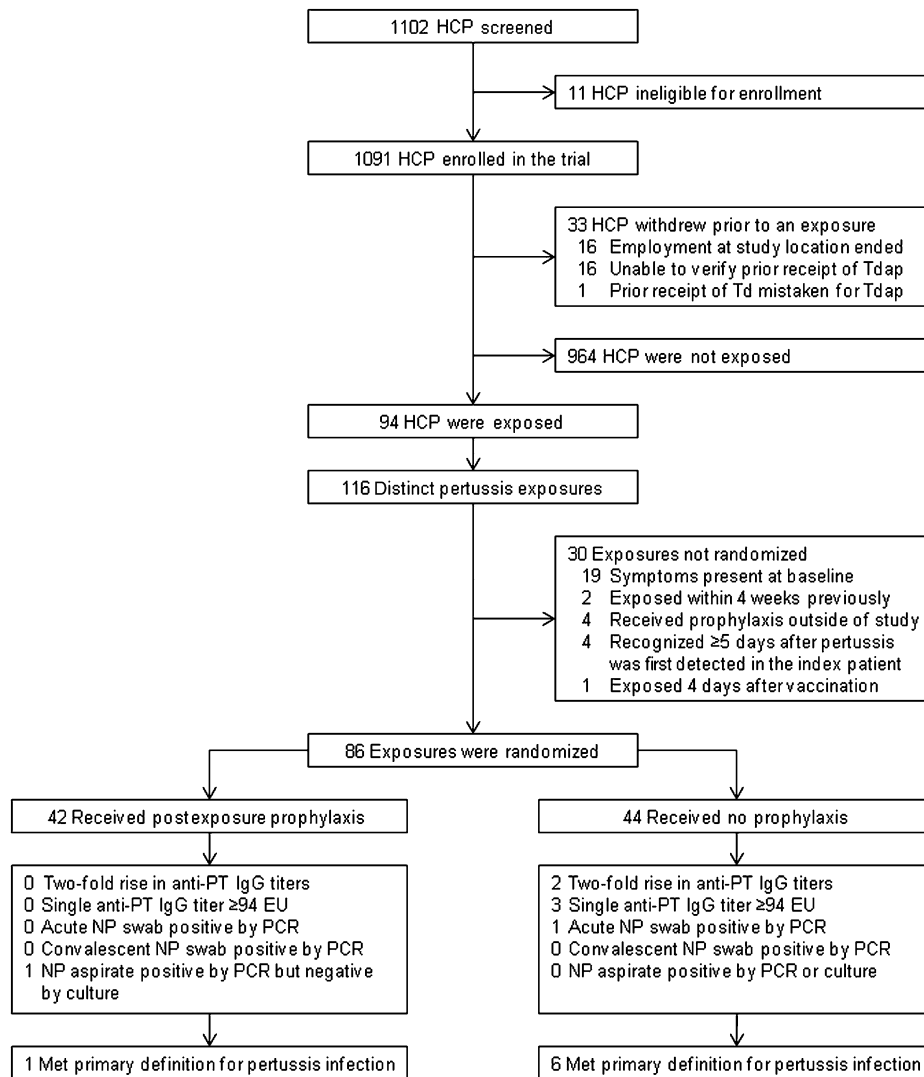 1102 HCP screened
11 HCP ineligible for enrollment
1091 HCP enrolled in the trial
33 HCP withdrew prior to an exposure
16 Employment at study location ended
16 Unable to verify prior receipt of Tdap
1 Prior receipt of Td mistaken for Tdap
964 HCP were not exposed
94 HCP were exposed
116 Distinct pertussis exposures
30 Exposures not randomized
19 Symptoms present at baseline
2 Exposed within 4 weeks previously
4 Received prophylaxis outside of study
4 Recognized ≥5 days after pertussis
was first detected in the index patient
1 Exposed 4 days after vaccination
86 Exposures were randomized
42 Received postexposure prophylaxis
0 Two-fold rise in anti-PT IgG titers
0 Single anti-PT IgG titer ≥94 EU
0 Acute NP swab positive by PCR
0 Convalescent NP swab positive by PCR
1 NP aspirate positive by PCR but negative
by culture
1 Met primary definition for pertussis infection
44 Received no prophylaxis
2 Two-fold rise in anti-PT IgG titers
3 Single anti-PT IgG titer ≥94 EU
1 Acute NP swab positive by PCR
0 Convalescent NP swab positive by PCR
0 NP aspirate positive by PCR or culture
6 Met primary definition for pertussis infection